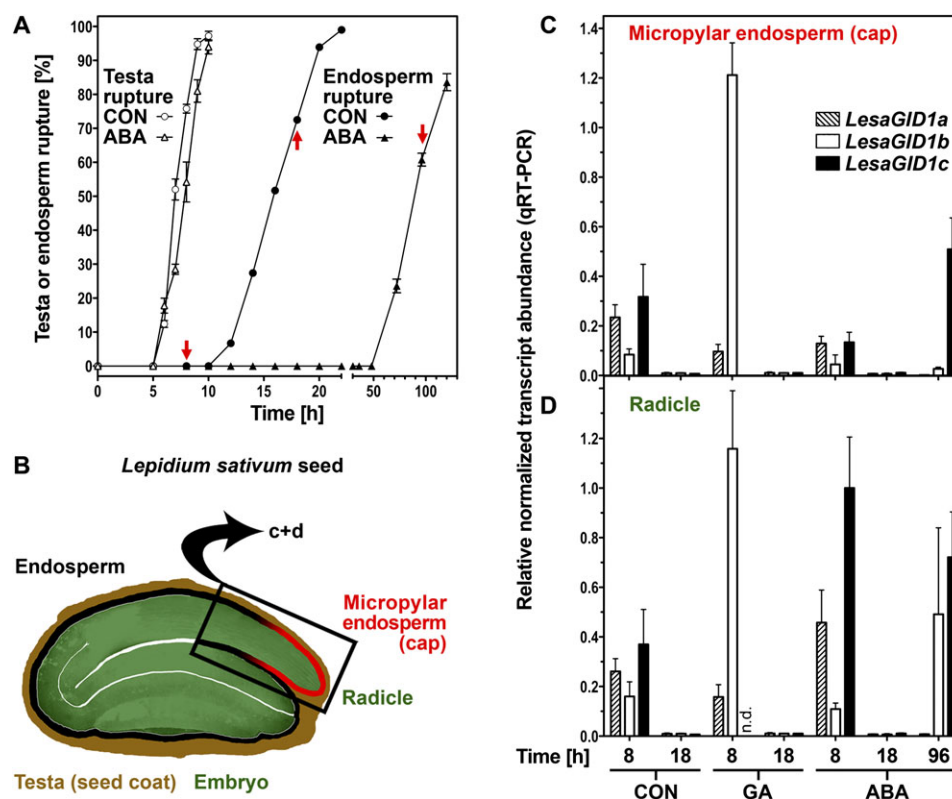 A
Testa or endosperm rupture [%]
100
90
80
70
60
50
40
30
20
10
0
Testa
rupture
CON
ABA
Endosperm
rupture
CON
ABA
0 5 10 15 20 50 100
Time [h]
B
Lepidium sativum seed
c+d
Endosperm
Micropylar
endosperm
(cap)
Radicle
Testa (seed coat) Embryo
Relative normalized transcript abundance (qRT-PCR)
C
Micropylar endosperm (cap)
1.4
1.2
1.0
0.8
0.6
0.4
0.2
0.0
LesaGID1a
LesaGID1b
LesaGID1c
D
Radicle
1.2
1.0
0.8
0.6
0.4
0.2
0.0
n.d.
Time [h] 8 18 8 18 8 18 96
CON GA ABA